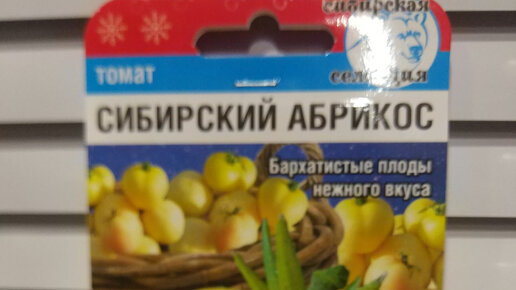 сибирская
селекция
томат
СИБИРСКИЙ АБРИКОС
Бархатистые плоды
нежного вкуса